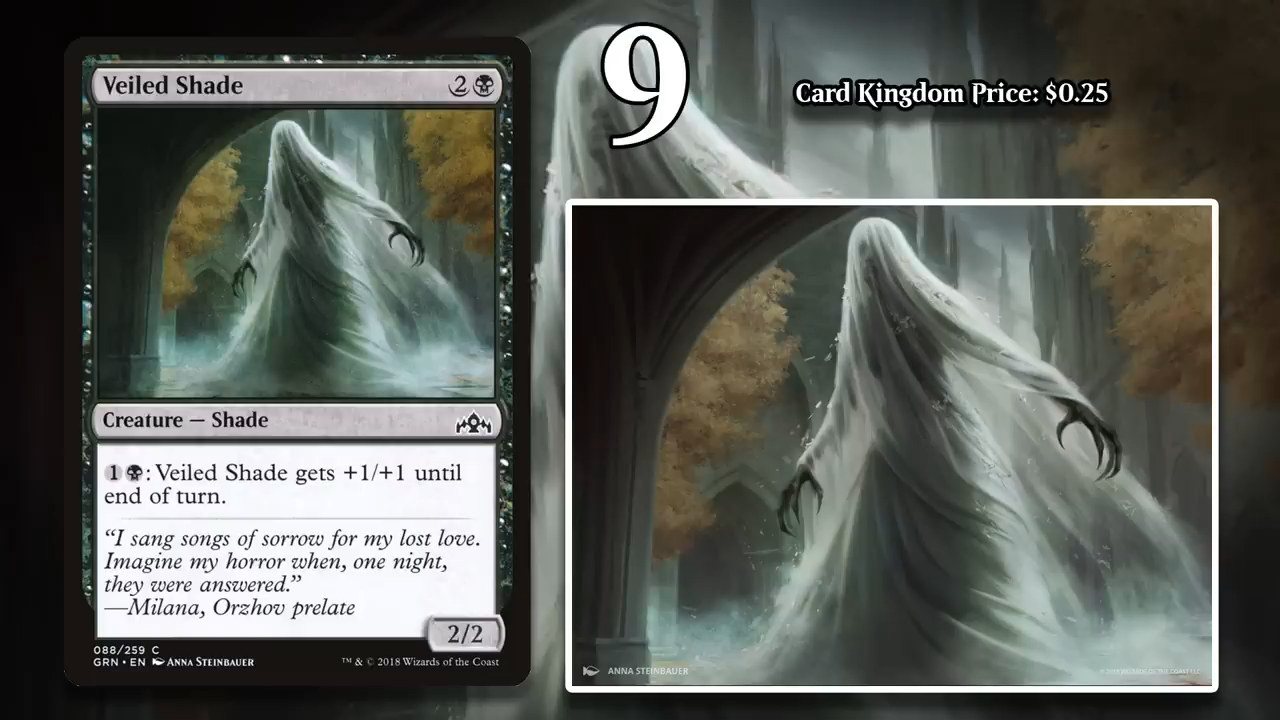 9
Card Kingdom Price: $0.25
Veiled Shade
2
Creature — Shade
1: Veiled Shade gets +1/+1 until
end of turn.
“I sang songs of sorrow for my lost love.
Imagine my horror when, one night,
they were answered.”
—Milana, Orzhov prelate
2/2
088/259 C
GRN • EN ANNA STEINBAUER
™ & © 2018 Wizards of the Coast
ANNA STEINBAUER